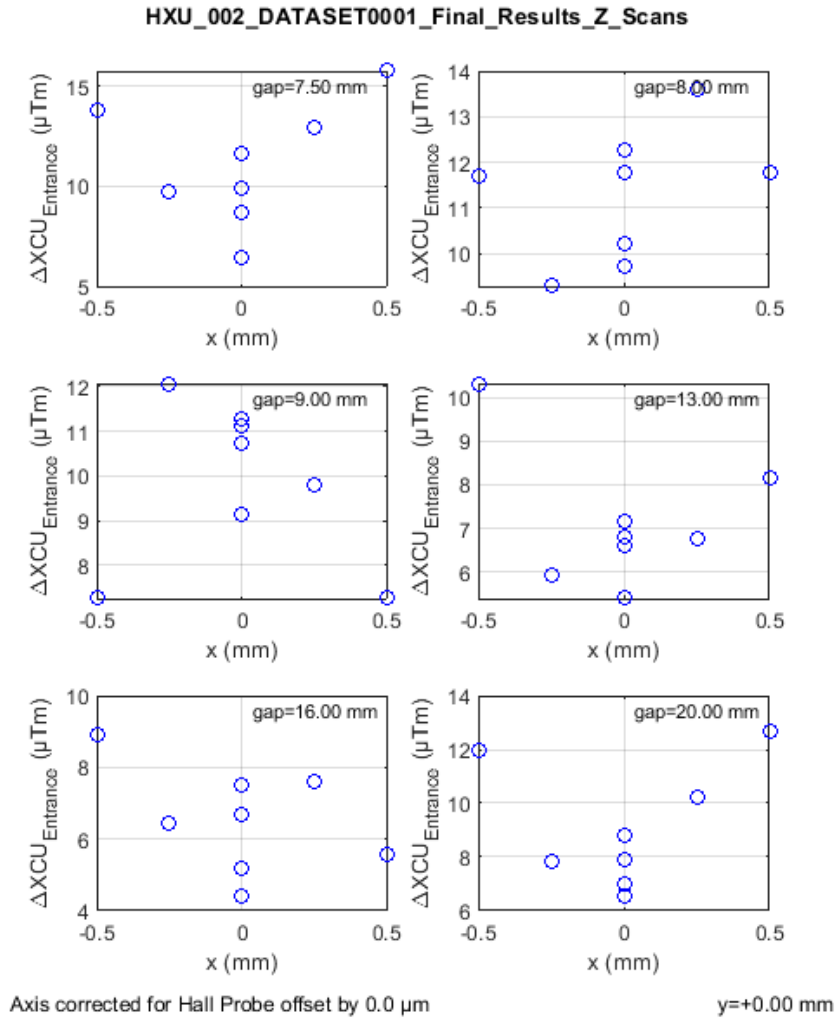 HXU_002_DATASET0001_Final_Results_Z_Scans
gap=7.50 mm
ΔXCU_Entrance (µTm)
15
10
5
-0.5 0 0.5
x (mm)
gap=8.00 mm
ΔXCU_Entrance (µTm)
14
13
12
11
10
-0.5 0 0.5
x (mm)
gap=9.00 mm
ΔXCU_Entrance (µTm)
12
11
10
9
8
-0.5 0 0.5
x (mm)
gap=13.00 mm
ΔXCU_Entrance (µTm)
10
9
8
7
6
-0.5 0 0.5
x (mm)
gap=16.00 mm
ΔXCU_Entrance (µTm)
10
8
6
4
-0.5 0 0.5
x (mm)
gap=20.00 mm
ΔXCU_Entrance (µTm)
14
12
10
8
6
-0.5 0 0.5
x (mm)
Axis corrected for Hall Probe offset by 0.0 µm
y=+0.00 mm